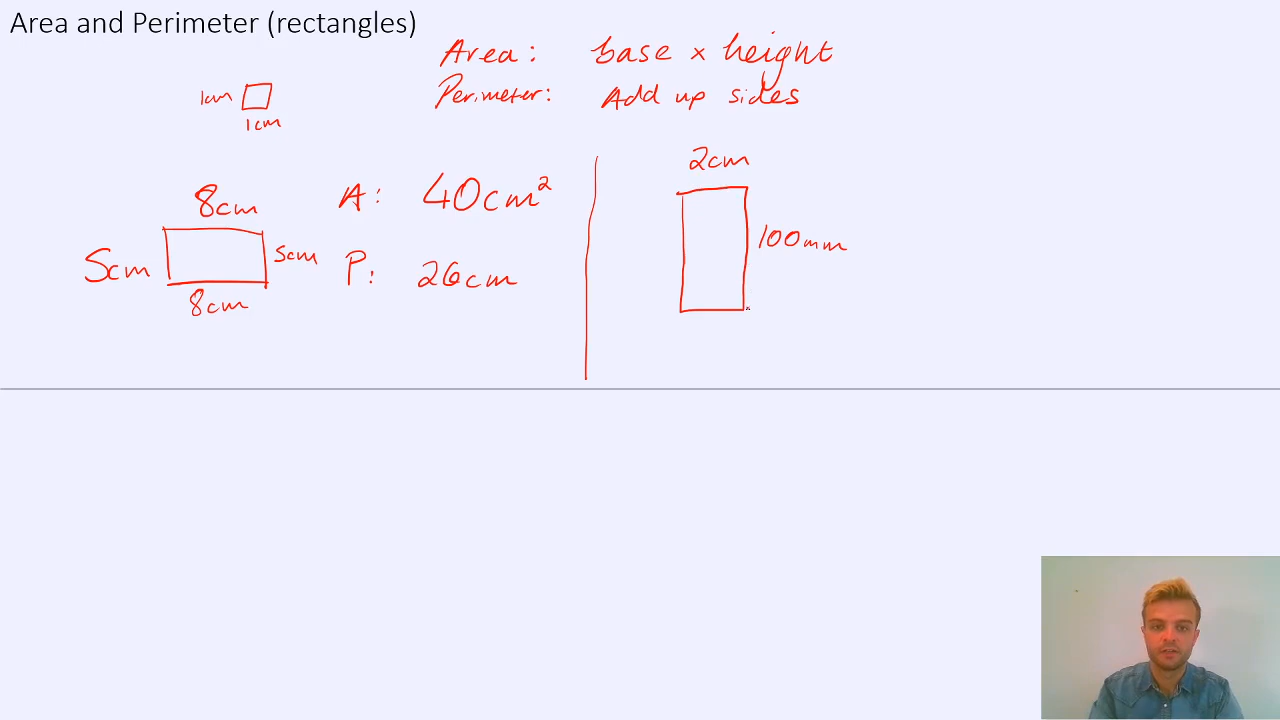 Area and Perimeter (rectangles)
Area: base x height
Perimeter: Add up sides
1cm
1cm
8cm
5cm
5cm
8cm
A: 40cm²
P: 26cm
2cm
100mm